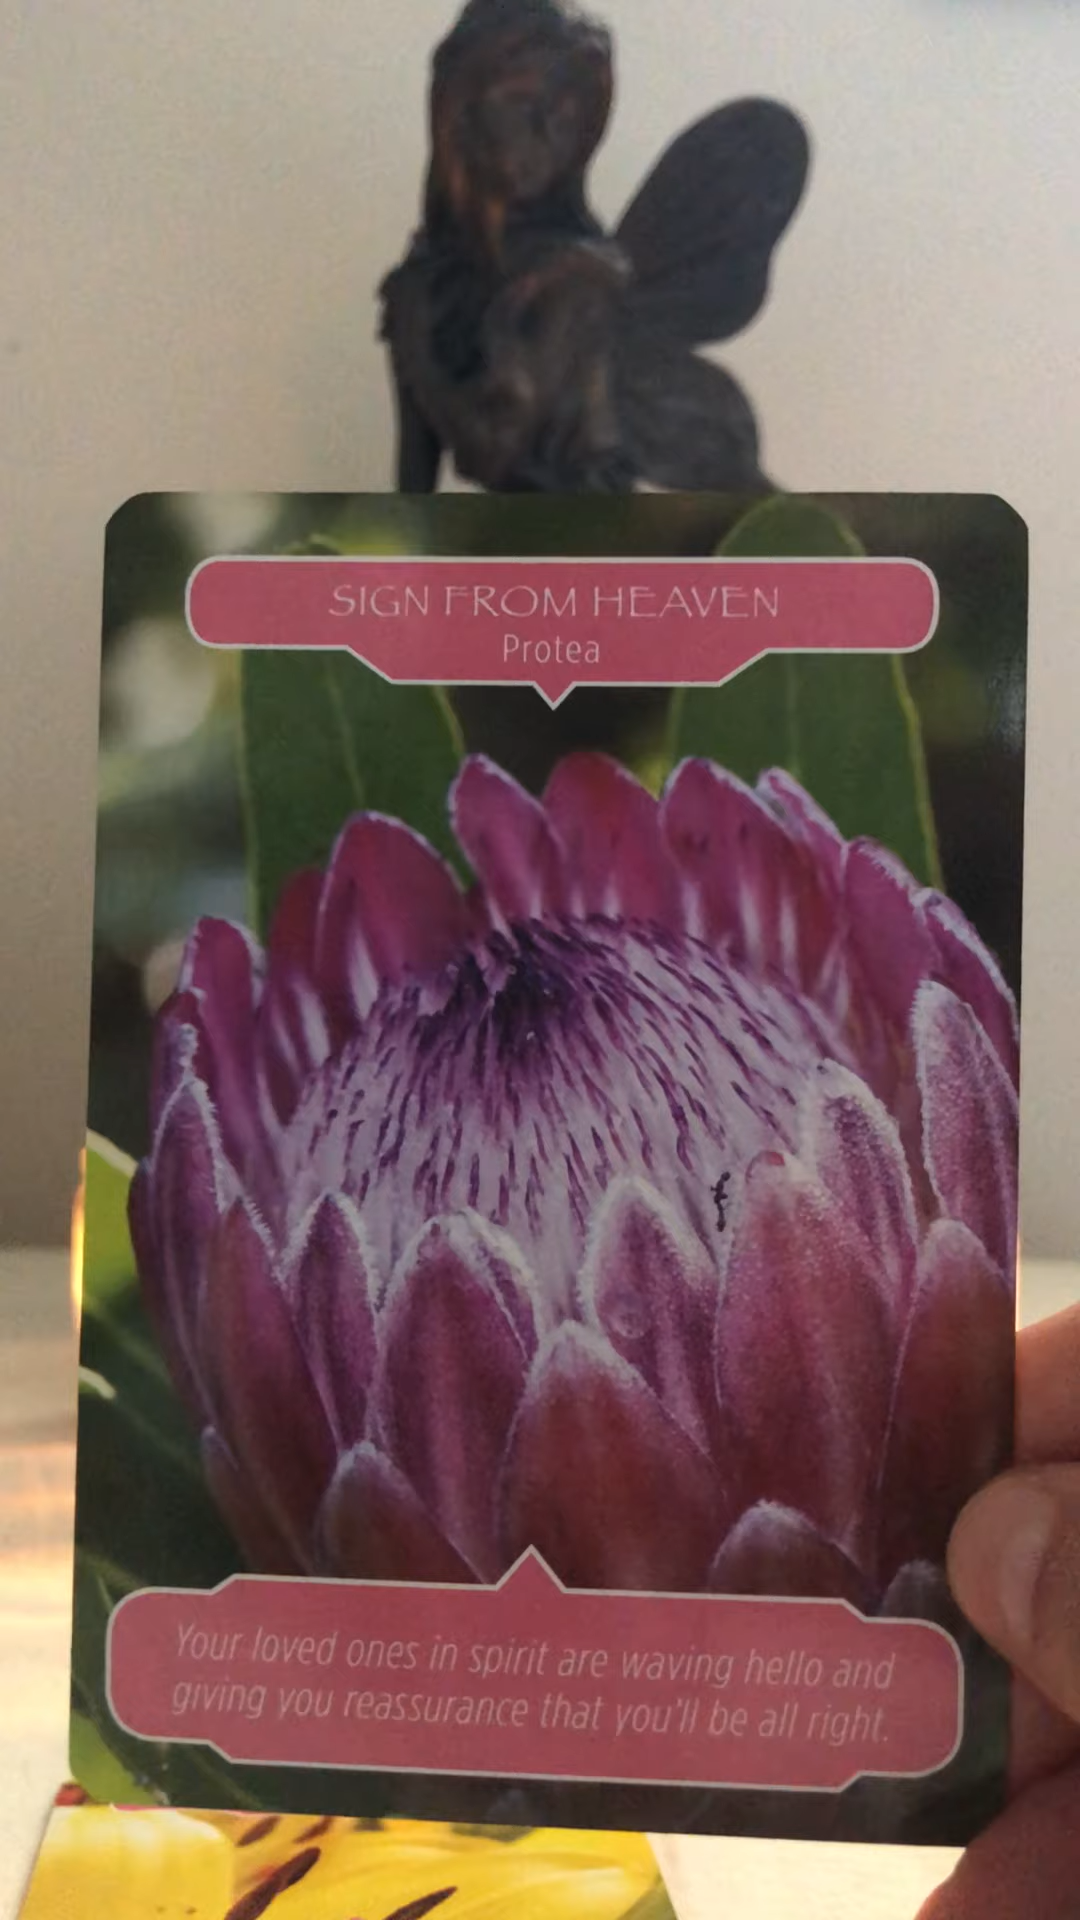 SIGN FROM HEAVEN
Protea
Your loved ones in spirit are waving hello and
giving you reassurance that you'll be all right.